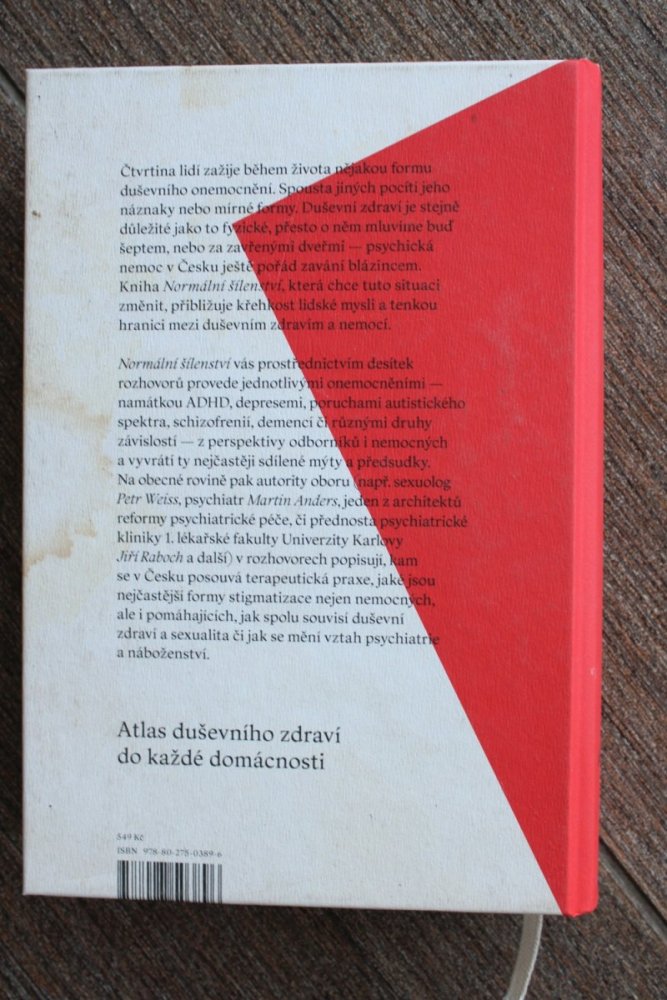 Čtvrtina lidí zažije během života nějakou formu
duševního onemocnění. Spousta jiných pocítí jeho
náznaky nebo mírné formy. Duševní zdraví je stejně
důležité jako to fyzické, přesto o něm mluvíme buď
šeptem, nebo za zavřenými dveřmi — psychická
nemoc v Česku ještě pořád zavání blázincem.
Kniha Normální šílenství, která chce tuto situaci
změnit, přibližuje křehkost lidské mysli a tenkou
hranici mezi duševním zdravím a nemocí.
Normální šílenství vás prostřednictvím desítek
rozhovorů provede jednotlivými onemocněními —
namátkou ADHD, depresemi, poruchami autistického
spektra, schizofrenií, demencí či různými druhy
závislostí — z perspektivy odborníků i nemocných
a vyvrátí ty nejčastěji sdílené mýty a předsudky.
Na obecné rovině pak autority oboru (např. sexuolog
Petr Weiss, psychiatr Martin Anders, jeden z architektů
reformy psychiatrické péče, či přednosta psychiatrické
kliniky 1. lékařské fakulty Univerzity Karlovy
Jiří Raboch a další) v rozhovorech popisují, kam
se v Česku posouvá terapeutická praxe, jaké jsou
nejčastější formy stigmatizace nejen nemocných,
ale i pomáhajících, jak spolu souvisí duševní
zdraví a sexualita či jak se mění vztah psychiatrie
a náboženství.
Atlas duševního zdraví
do každé domácnosti
549 Kč
ISBN 978-80-275-0389-6